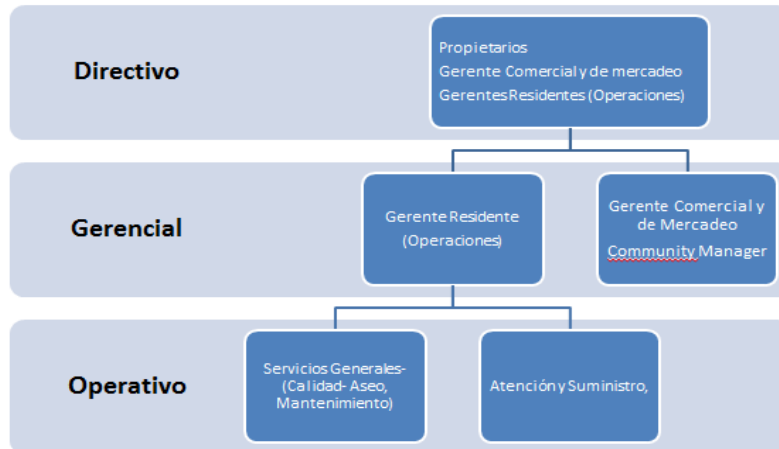 Directivo
Propietarios
Gerente Comercial y de mercadeo
Gerentes Residentes (Operaciones)
Gerencial
Gerente Residente
(Operaciones)
Gerente Comercial y
de Mercadeo
Community Manager
Operativo
Servicios Generales-
(Calidad- Aseo,
Mantenimiento)
Atención y Suministro,